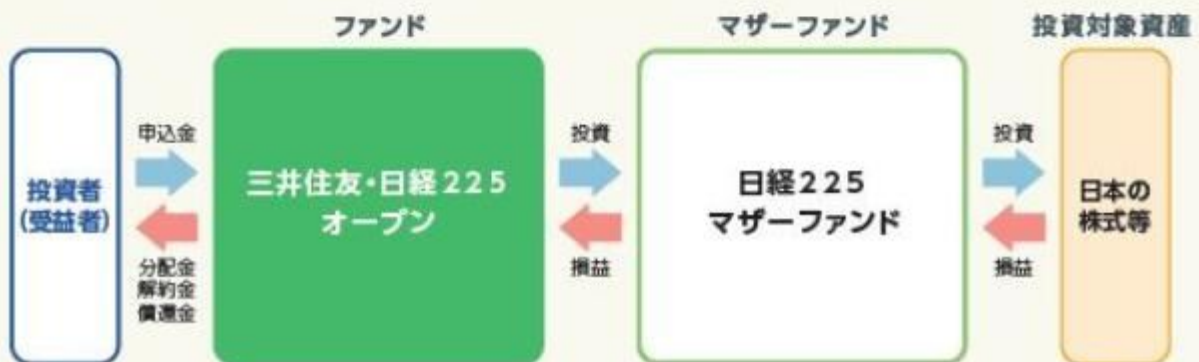 ファンド
マザーファンド
投資対象資産
投資者
(受益者)
申込金
分配金
解約金
償還金
三井住友・日経225
オープン
投資
損益
日経225
マザーファンド
投資
損益
日本の
株式等